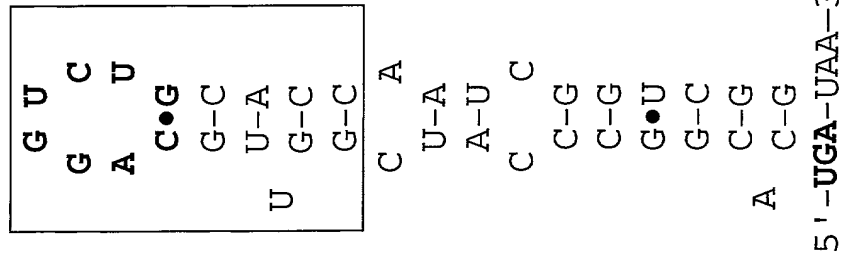 G U
G C
A U
C•G
G–C
U–A
U
G–C
G–C
C A
U–A
A–U
C C
C–G
C–G
G•U
G–C
C–G
A
C–G
5'–UGA–UAA–3